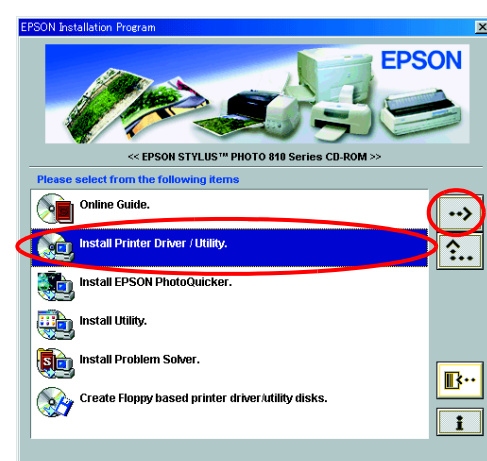 EPSON Installation Program
EPSON
<< EPSON STYLUS™ PHOTO 810 Series CD-ROM >>
Please select from the following items
Online Guide.
Install Printer Driver / Utility.
Install EPSON PhotoQuicker.
Install Utility.
Install Problem Solver.
Create Floppy based printer driver/utility disks.